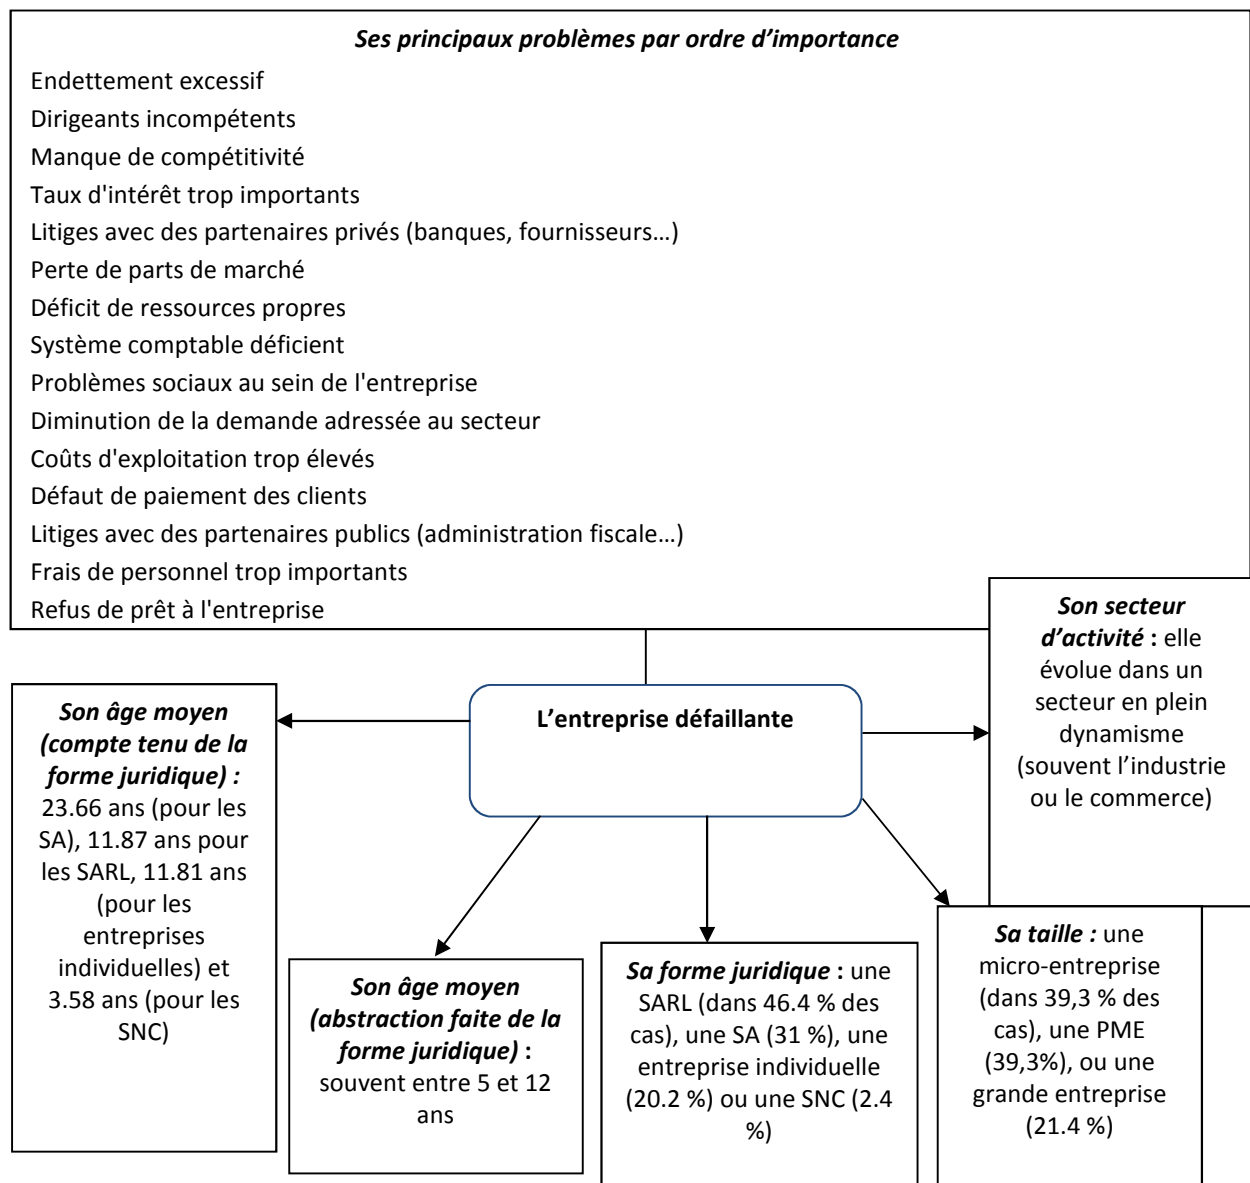 Ses principaux problèmes par ordre d’importance
Endettement excessif
Dirigeants incompétents
Manque de compétitivité
Taux d'intérêt trop importants
Litiges avec des partenaires privés (banques, fournisseurs…)
Perte de parts de marché
Déficit de ressources propres
Système comptable déficient
Problèmes sociaux au sein de l'entreprise
Diminution de la demande adressée au secteur
Coûts d'exploitation trop élevés
Défaut de paiement des clients
Litiges avec des partenaires publics (administration fiscale…)
Frais de personnel trop importants
Refus de prêt à l'entreprise
Son secteur
d’activité : elle
évolue dans un
secteur en plein
dynamisme
(souvent l’industrie
ou le commerce)
L’entreprise défaillante
Son âge moyen
(compte tenu de la
forme juridique) :
23.66 ans (pour les
SA), 11.87 ans pour
les SARL, 11.81 ans
(pour les
entreprises
individuelles) et
3.58 ans (pour les
SNC)
Son âge moyen
(abstraction faite de la
forme juridique) :
souvent entre 5 et 12
ans
Sa forme juridique : une
SARL (dans 46.4 % des
cas), une SA (31 %), une
entreprise individuelle
(20.2 %) ou une SNC (2.4
%)
Sa taille : une
micro-entreprise
(dans 39,3 % des
cas), une PME
(39,3%), ou une
grande entreprise
(21.4 %)